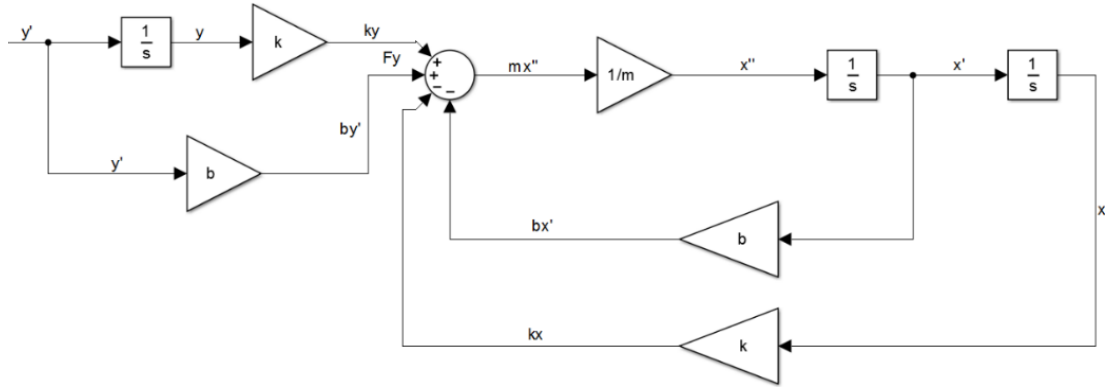 y'
1
s
y
k
ky
Fy
+
+
−
−
mx"
1/m
x"
1
s
x'
1
s
y'
b
by'
bx'
b
x
kx
k